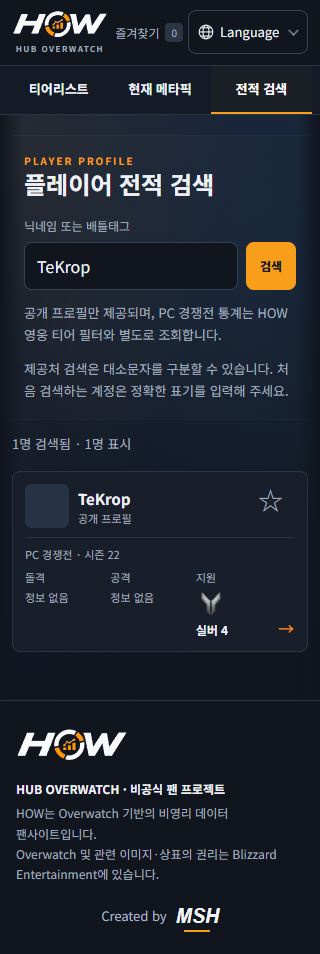 HOW
HUB OVERWATCH
즐겨찾기 0
Language
티어리스트 현재 메타픽 전적 검색
PLAYER PROFILE
플레이어 전적 검색
닉네임 또는 배틀태그
TeKrop
검색
공개 프로필만 제공되며, PC 경쟁전 통계는 HOW
영웅 티어 필터와 별도로 조회합니다.
제공처 검색은 대소문자를 구분할 수 있습니다. 처
음 검색하는 계정은 정확한 표기를 입력해 주세요.
1명 검색됨 · 1명 표시
TeKrop
공개 프로필
PC 경쟁전 · 시즌 22
돌격 공격 지원
정보 없음 정보 없음
실버 4 →
HOW
HUB OVERWATCH · 비공식 팬 프로젝트
HOW는 Overwatch 기반의 비영리 데이터
팬사이트입니다.
Overwatch 및 관련 이미지·상표의 권리는 Blizzard
Entertainment에 있습니다.
Created by MSH